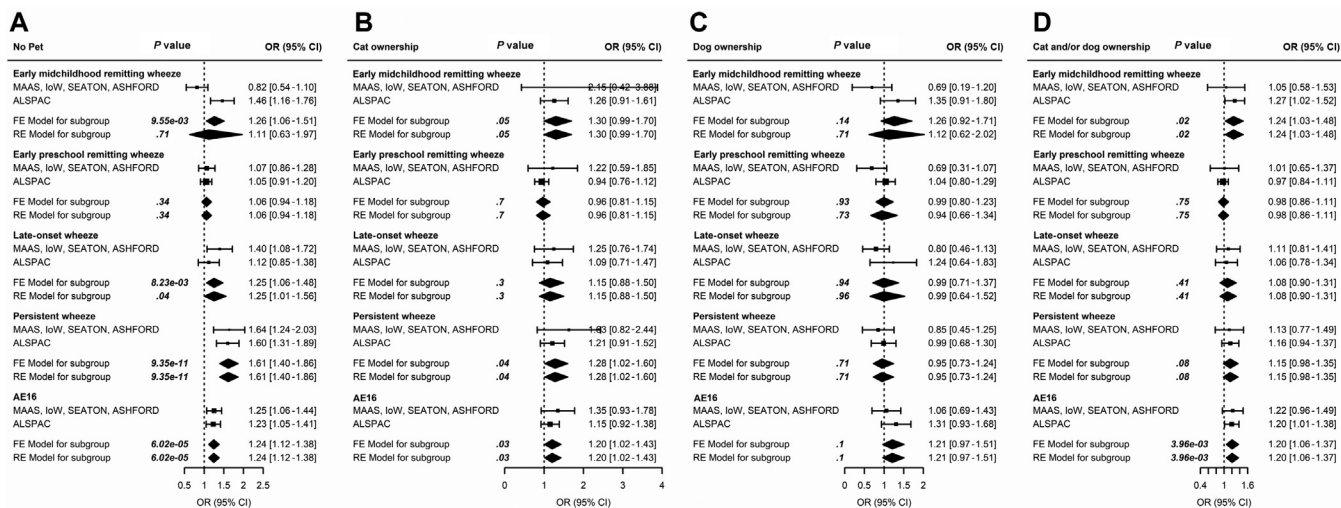 A
No Pet P value OR (95% CI)
Early midchildhood remitting wheeze
MAAS, IoW, SEATON, ASHFORD 0.82 [0.54-1.10]
ALSPAC 1.46 [1.16-1.76]
FE Model for subgroup 9.55e-03 1.26 [1.06-1.51]
RE Model for subgroup .71 1.11 [0.63-1.97]
Early preschool remitting wheeze
MAAS, IoW, SEATON, ASHFORD 1.07 [0.86-1.28]
ALSPAC 1.05 [0.91-1.20]
FE Model for subgroup .34 1.06 [0.94-1.18]
RE Model for subgroup .34 1.06 [0.94-1.18]
Late-onset wheeze
MAAS, IoW, SEATON, ASHFORD 1.40 [1.08-1.72]
ALSPAC 1.12 [0.85-1.38]
FE Model for subgroup 8.23e-03 1.25 [1.06-1.48]
RE Model for subgroup .04 1.25 [1.01-1.56]
Persistent wheeze
MAAS, IoW, SEATON, ASHFORD 1.64 [1.24-2.03]
ALSPAC 1.60 [1.31-1.89]
FE Model for subgroup 9.35e-11 1.61 [1.40-1.86]
RE Model for subgroup 9.35e-11 1.61 [1.40-1.86]
AE16
MAAS, IoW, SEATON, ASHFORD 1.25 [1.06-1.44]
ALSPAC 1.23 [1.05-1.41]
FE Model for subgroup 6.02e-05 1.24 [1.12-1.38]
RE Model for subgroup 6.02e-05 1.24 [1.12-1.38]
0.5 1 1.5 2 2.5
OR (95% CI)
B
Cat ownership P value OR (95% CI)
Early midchildhood remitting wheeze
MAAS, IoW, SEATON, ASHFORD 2.15 [0.42-3.88]
ALSPAC 1.26 [0.91-1.61]
FE Model for subgroup .05 1.30 [0.99-1.70]
RE Model for subgroup .05 1.30 [0.99-1.70]
Early preschool remitting wheeze
MAAS, IoW, SEATON, ASHFORD 1.22 [0.59-1.85]
ALSPAC 0.94 [0.76-1.12]
FE Model for subgroup .7 0.96 [0.81-1.15]
RE Model for subgroup .7 0.96 [0.81-1.15]
Late-onset wheeze
MAAS, IoW, SEATON, ASHFORD 1.25 [0.76-1.74]
ALSPAC 1.09 [0.71-1.47]
FE Model for subgroup .3 1.15 [0.88-1.50]
RE Model for subgroup .3 1.15 [0.88-1.50]
Persistent wheeze
MAAS, IoW, SEATON, ASHFORD [0.82-2.44]
ALSPAC 1.21 [0.91-1.52]
FE Model for subgroup .04 1.28 [1.02-1.60]
RE Model for subgroup .04 1.28 [1.02-1.60]
AE16
MAAS, IoW, SEATON, ASHFORD 1.35 [0.93-1.78]
ALSPAC 1.15 [0.92-1.38]
FE Model for subgroup .03 1.20 [1.02-1.43]
RE Model for subgroup .03 1.20 [1.02-1.43]
0 1 2 3 4
OR (95% CI)
C
Dog ownership P value OR (95% CI)
Early midchildhood remitting wheeze
MAAS, IoW, SEATON, ASHFORD 0.69 [0.19-1.20]
ALSPAC 1.35 [0.91-1.80]
FE Model for subgroup .14 1.26 [0.92-1.71]
RE Model for subgroup .71 1.12 [0.62-2.02]
Early preschool remitting wheeze
MAAS, IoW, SEATON, ASHFORD 0.69 [0.31-1.07]
ALSPAC 1.04 [0.80-1.29]
FE Model for subgroup .93 0.99 [0.80-1.23]
RE Model for subgroup .73 0.94 [0.66-1.34]
Late-onset wheeze
MAAS, IoW, SEATON, ASHFORD 0.80 [0.46-1.13]
ALSPAC 1.24 [0.64-1.83]
FE Model for subgroup .94 0.99 [0.71-1.37]
RE Model for subgroup .96 0.99 [0.64-1.52]
Persistent wheeze
MAAS, IoW, SEATON, ASHFORD 0.85 [0.45-1.25]
ALSPAC 0.99 [0.68-1.30]
FE Model for subgroup .71 0.95 [0.73-1.24]
RE Model for subgroup .71 0.95 [0.73-1.24]
AE16
MAAS, IoW, SEATON, ASHFORD 1.06 [0.69-1.43]
ALSPAC 1.31 [0.93-1.68]
FE Model for subgroup .1 1.21 [0.97-1.51]
RE Model for subgroup .1 1.21 [0.97-1.51]
0 0.5 1 1.5 2
OR (95% CI)
D
Cat and/or dog ownership P value OR (95% CI)
Early midchildhood remitting wheeze
MAAS, IoW, SEATON, ASHFORD 1.05 [0.58-1.53]
ALSPAC 1.27 [1.02-1.52]
FE Model for subgroup .02 1.24 [1.03-1.48]
RE Model for subgroup .02 1.24 [1.03-1.48]
Early preschool remitting wheeze
MAAS, IoW, SEATON, ASHFORD 1.01 [0.65-1.37]
ALSPAC 0.97 [0.84-1.11]
FE Model for subgroup .75 0.98 [0.86-1.11]
RE Model for subgroup .75 0.98 [0.86-1.11]
Late-onset wheeze
MAAS, IoW, SEATON, ASHFORD 1.11 [0.81-1.41]
ALSPAC 1.06 [0.78-1.34]
FE Model for subgroup .41 1.08 [0.90-1.31]
RE Model for subgroup .41 1.08 [0.90-1.31]
Persistent wheeze
MAAS, IoW, SEATON, ASHFORD 1.13 [0.77-1.49]
ALSPAC 1.16 [0.94-1.37]
FE Model for subgroup .08 1.15 [0.98-1.35]
RE Model for subgroup .08 1.15 [0.98-1.35]
AE16
MAAS, IoW, SEATON, ASHFORD 1.22 [0.96-1.49]
ALSPAC 1.20 [1.01-1.38]
FE Model for subgroup 3.96e-03 1.20 [1.06-1.37]
RE Model for subgroup 3.96e-03 1.20 [1.06-1.37]
0.4 1 1.6
OR (95% CI)